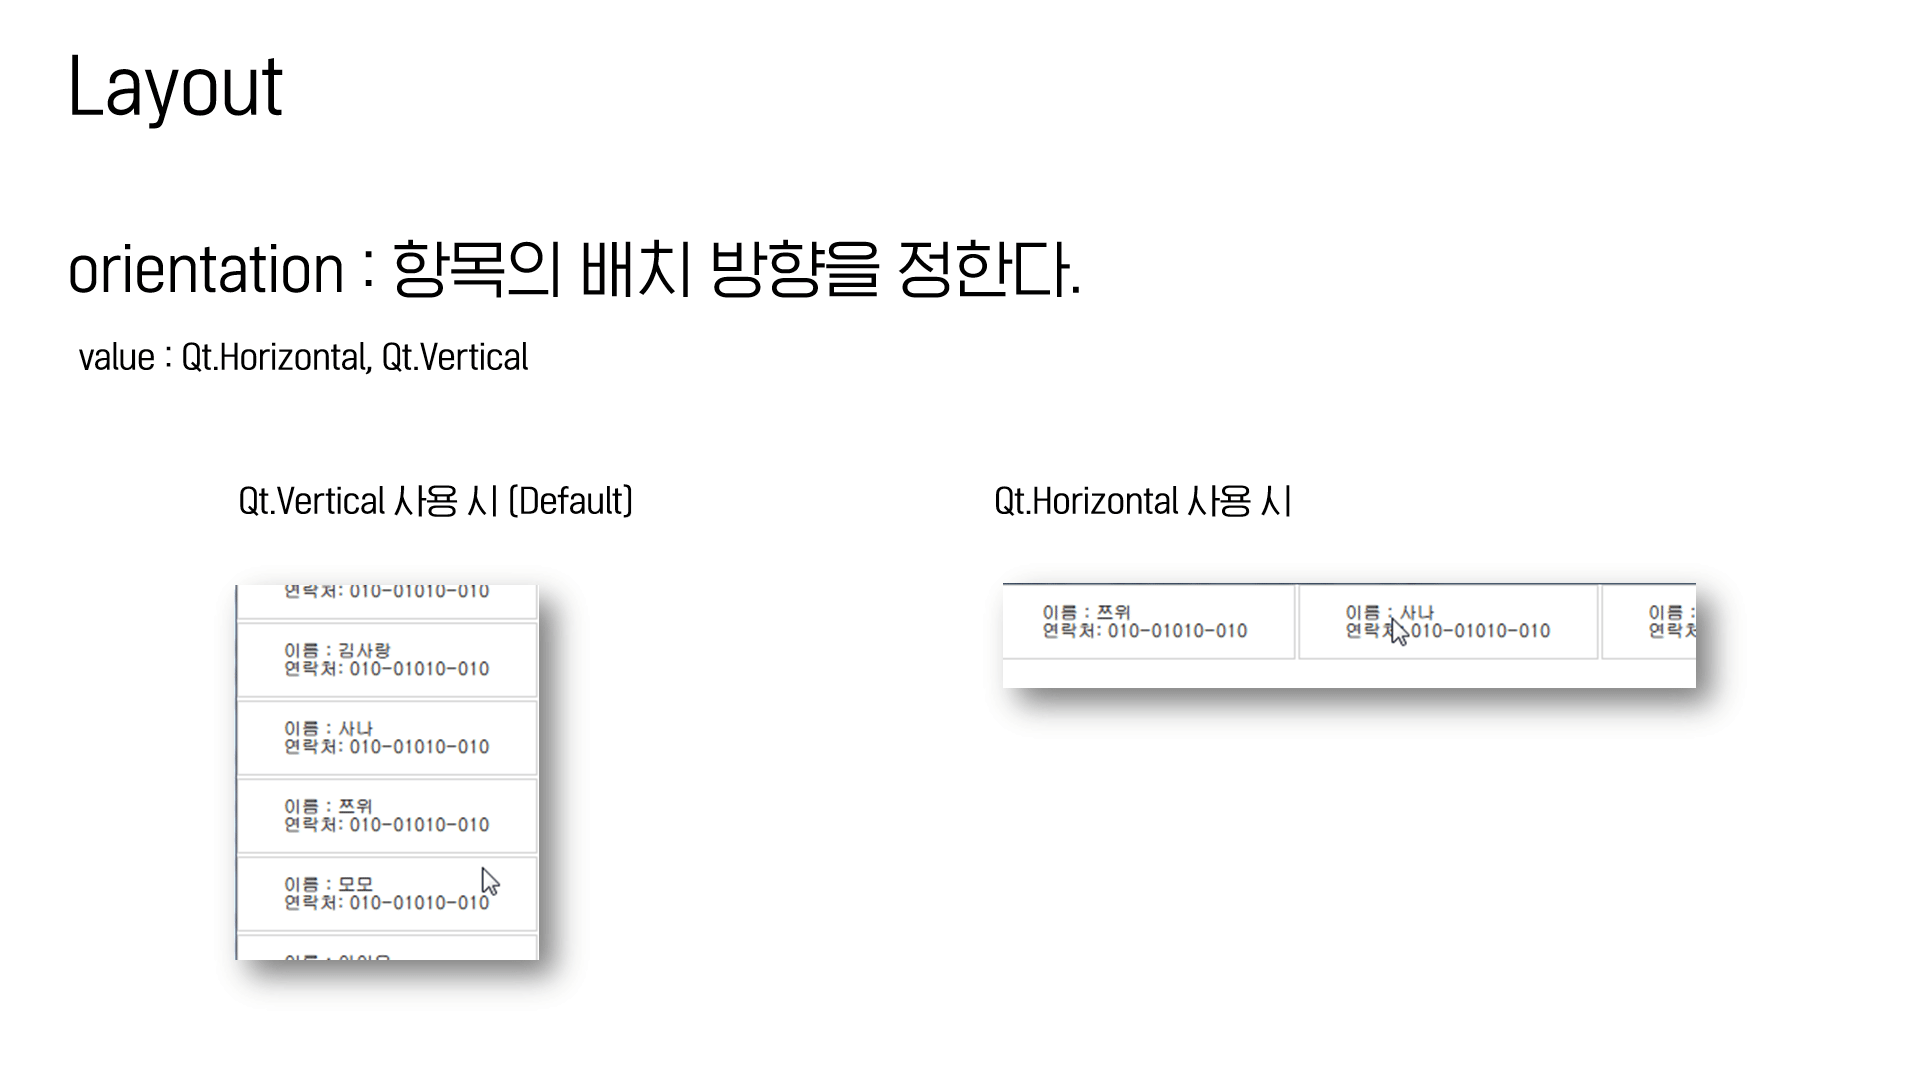 Layout
orientation : 항목의 배치 방향을 정한다.
value : Qt.Horizontal, Qt.Vertical
Qt.Vertical 사용 시 (Default)
연락처: 010-01010-010
이름 : 김사랑
연락처: 010-01010-010
이름 : 사나
연락처: 010-01010-010
이름 : 쯔위
연락처: 010-01010-010
이름 : 모모
연락처: 010-01010-010
Qt.Horizontal 사용 시
이름 : 쯔위
연락처: 010-01010-010
이름 : 사나
연락처: 010-01010-010
이름 :
연락처